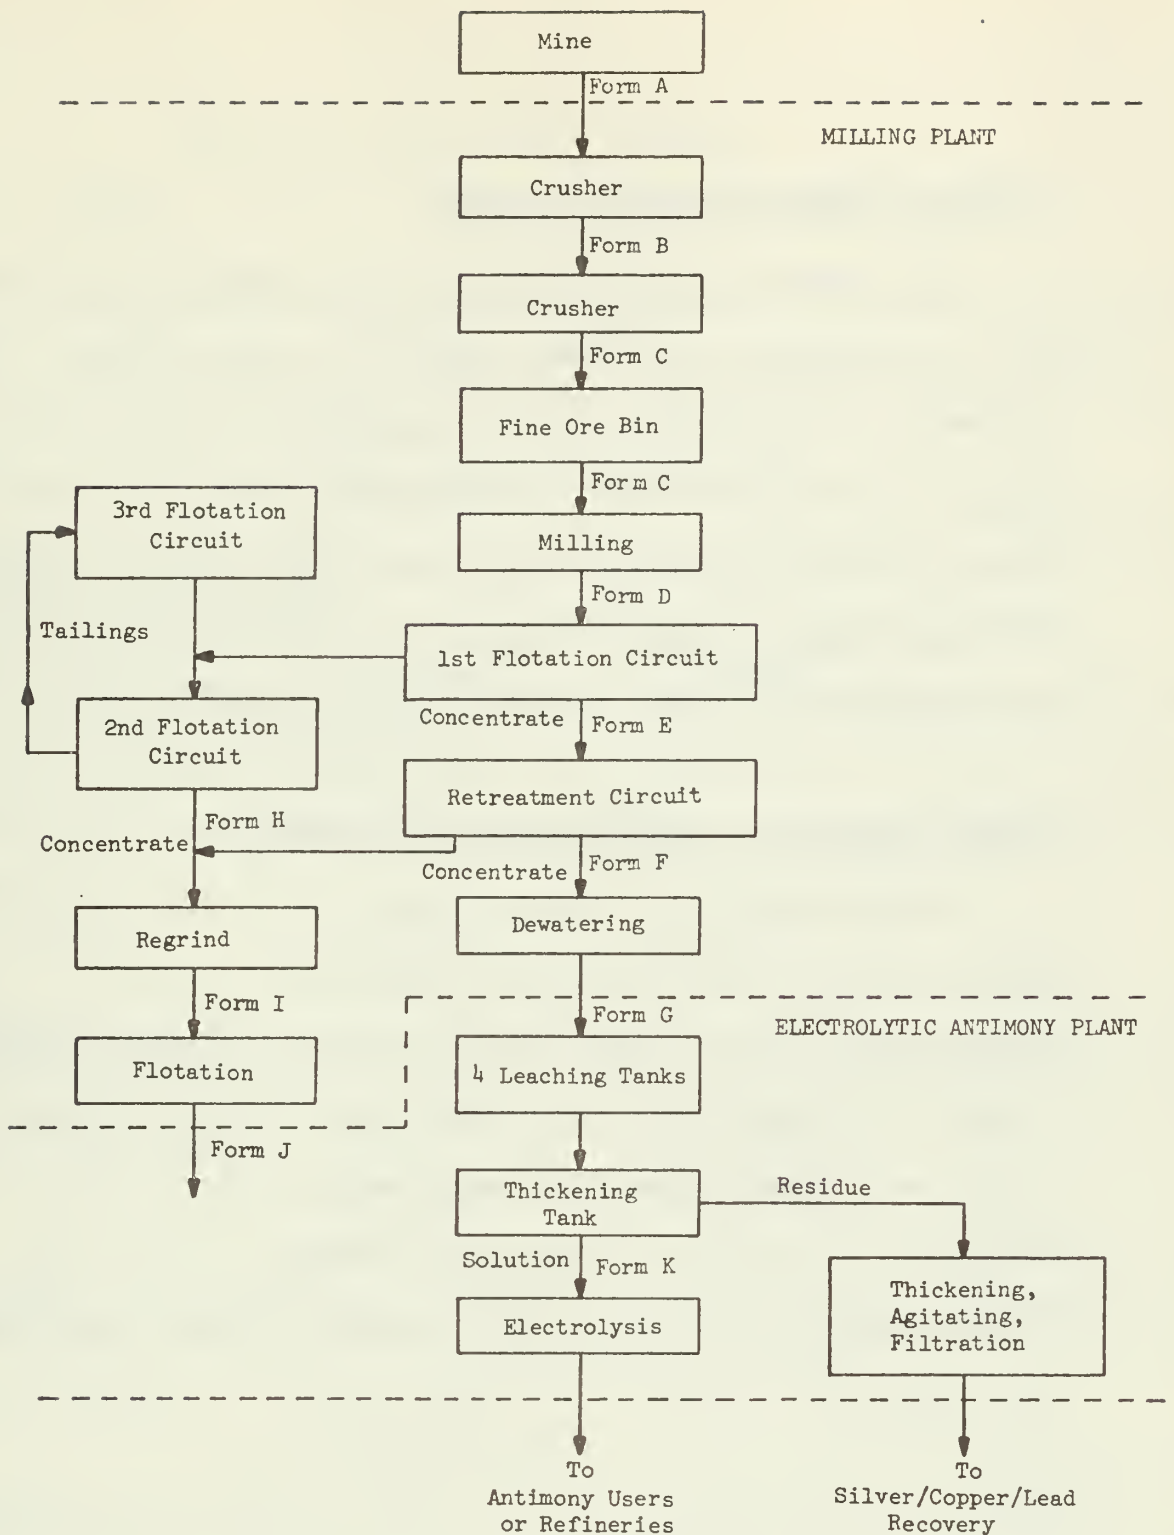 Mine
Form A
MILLING PLANT
Crusher
Form B
Crusher
Form C
Fine Ore Bin
Form C
Milling
Form D
3rd Flotation
Circuit
Tailings
1st Flotation Circuit
2nd Flotation
Circuit
Concentrate
Form E
Retreatment Circuit
Form H
Concentrate
Concentrate
Form F
Regrind
Dewatering
Form I
Form G
ELECTROLYTIC ANTIMONY PLANT
Flotation
4 Leaching Tanks
Form J
Thickening
Tank
Residue
Solution
Form K
Thickening,
Agitating,
Filtration
Electrolysis
To
Antimony Users
or Refineries
To
Silver/Copper/Lead
Recovery